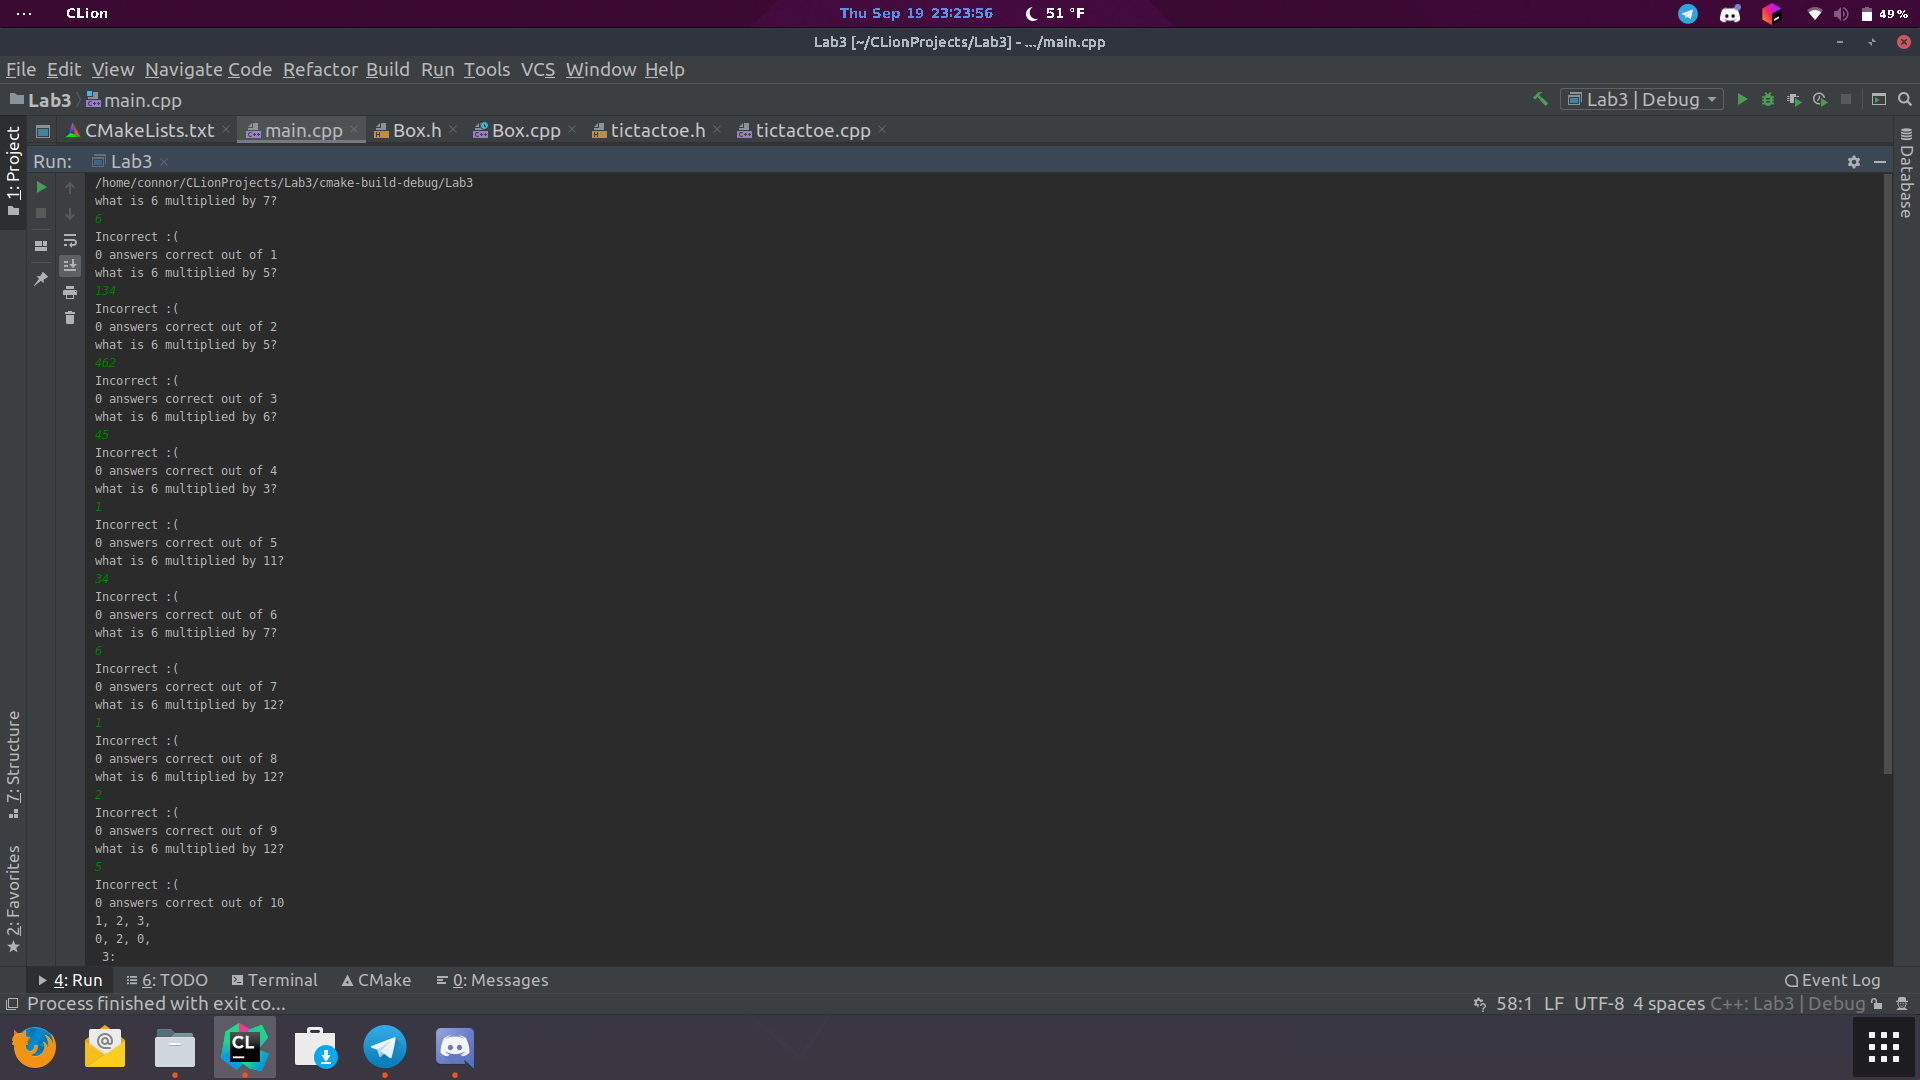 CLion
Thu Sep 19 23:23:56
51 °F
49%
Lab3 [~/CLionProjects/Lab3] - .../main.cpp
File Edit View Navigate Code Refactor Build Run Tools VCS Window Help
Lab3 main.cpp
Lab3 | Debug
CMakeLists.txt main.cpp Box.h Box.cpp tictactoe.h tictactoe.cpp
1: Project
Database
Run: Lab3
/home/connor/CLionProjects/Lab3/cmake-build-debug/Lab3
what is 6 multiplied by 7?
6
Incorrect :(
0 answers correct out of 1
what is 6 multiplied by 5?
134
Incorrect :(
0 answers correct out of 2
what is 6 multiplied by 5?
462
Incorrect :(
0 answers correct out of 3
what is 6 multiplied by 6?
45
Incorrect :(
0 answers correct out of 4
what is 6 multiplied by 3?
1
Incorrect :(
0 answers correct out of 5
what is 6 multiplied by 11?
34
Incorrect :(
0 answers correct out of 6
what is 6 multiplied by 7?
6
Incorrect :(
0 answers correct out of 7
what is 6 multiplied by 12?
1
Incorrect :(
0 answers correct out of 8
what is 6 multiplied by 12?
2
Incorrect :(
0 answers correct out of 9
what is 6 multiplied by 12?
5
Incorrect :(
0 answers correct out of 10
1, 2, 3,
0, 2, 0,
3:
7: Structure
2: Favorites
4: Run 6: TODO Terminal CMake 0: Messages Event Log
Process finished with exit co... 58:1 LF UTF-8 4 spaces C++: Lab3 | Debug
CL